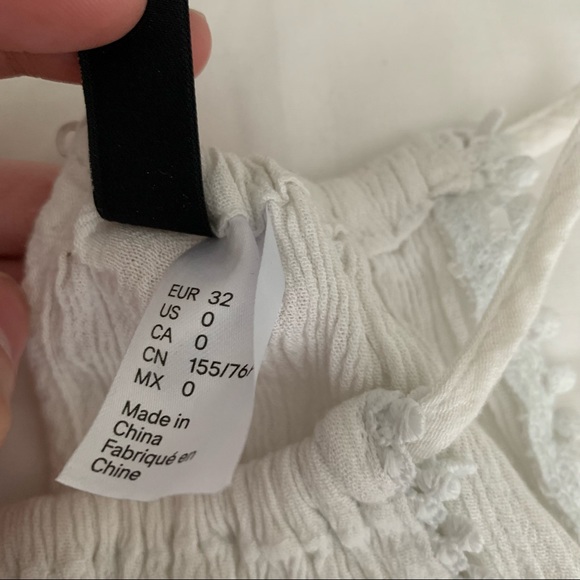 EUR 32
US 0
CA 0
CN 155/76/
MX 0
Made in
China
Fabriqué en
Chine